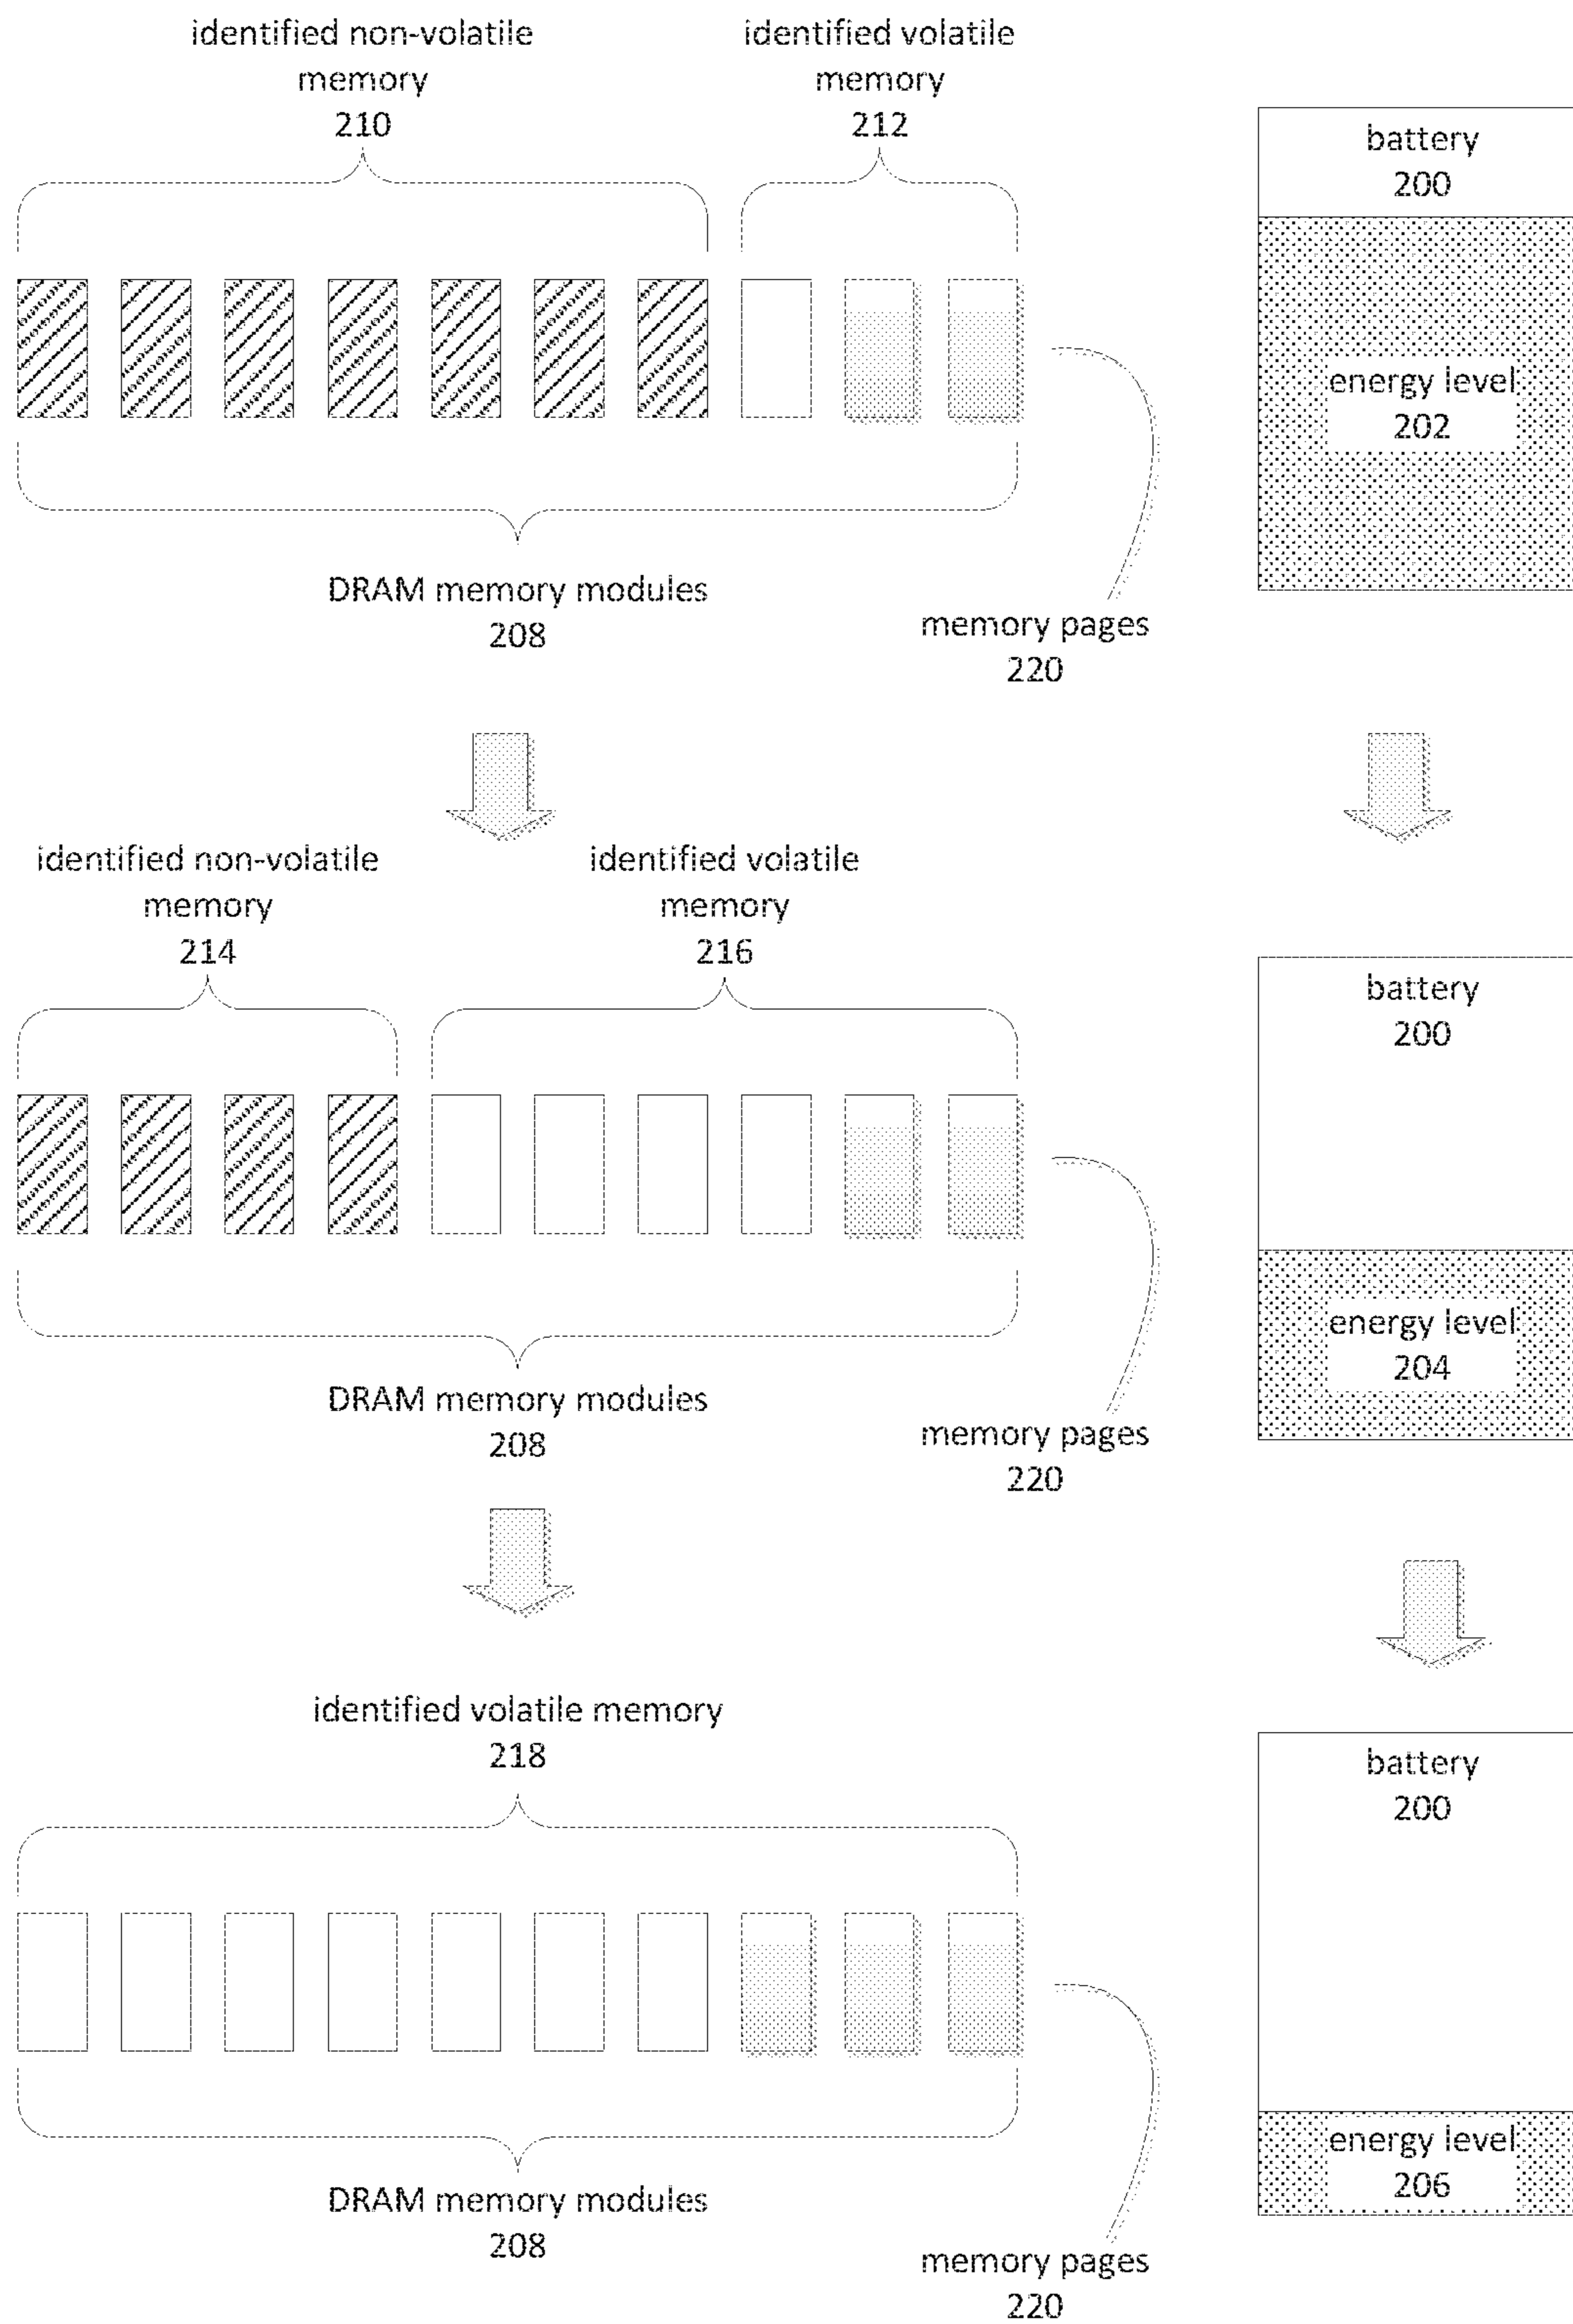 identified non-volatile
memory
210
identified volatile
memory
212
battery
200
energy level
202
DRAM memory modules
208
memory pages
220
identified non-volatile
memory
214
identified volatile
memory
216
battery
200
energy level
204
DRAM memory modules
208
memory pages
220
identified volatile memory
218
battery
200
energy level
206
DRAM memory modules
208
memory pages
220